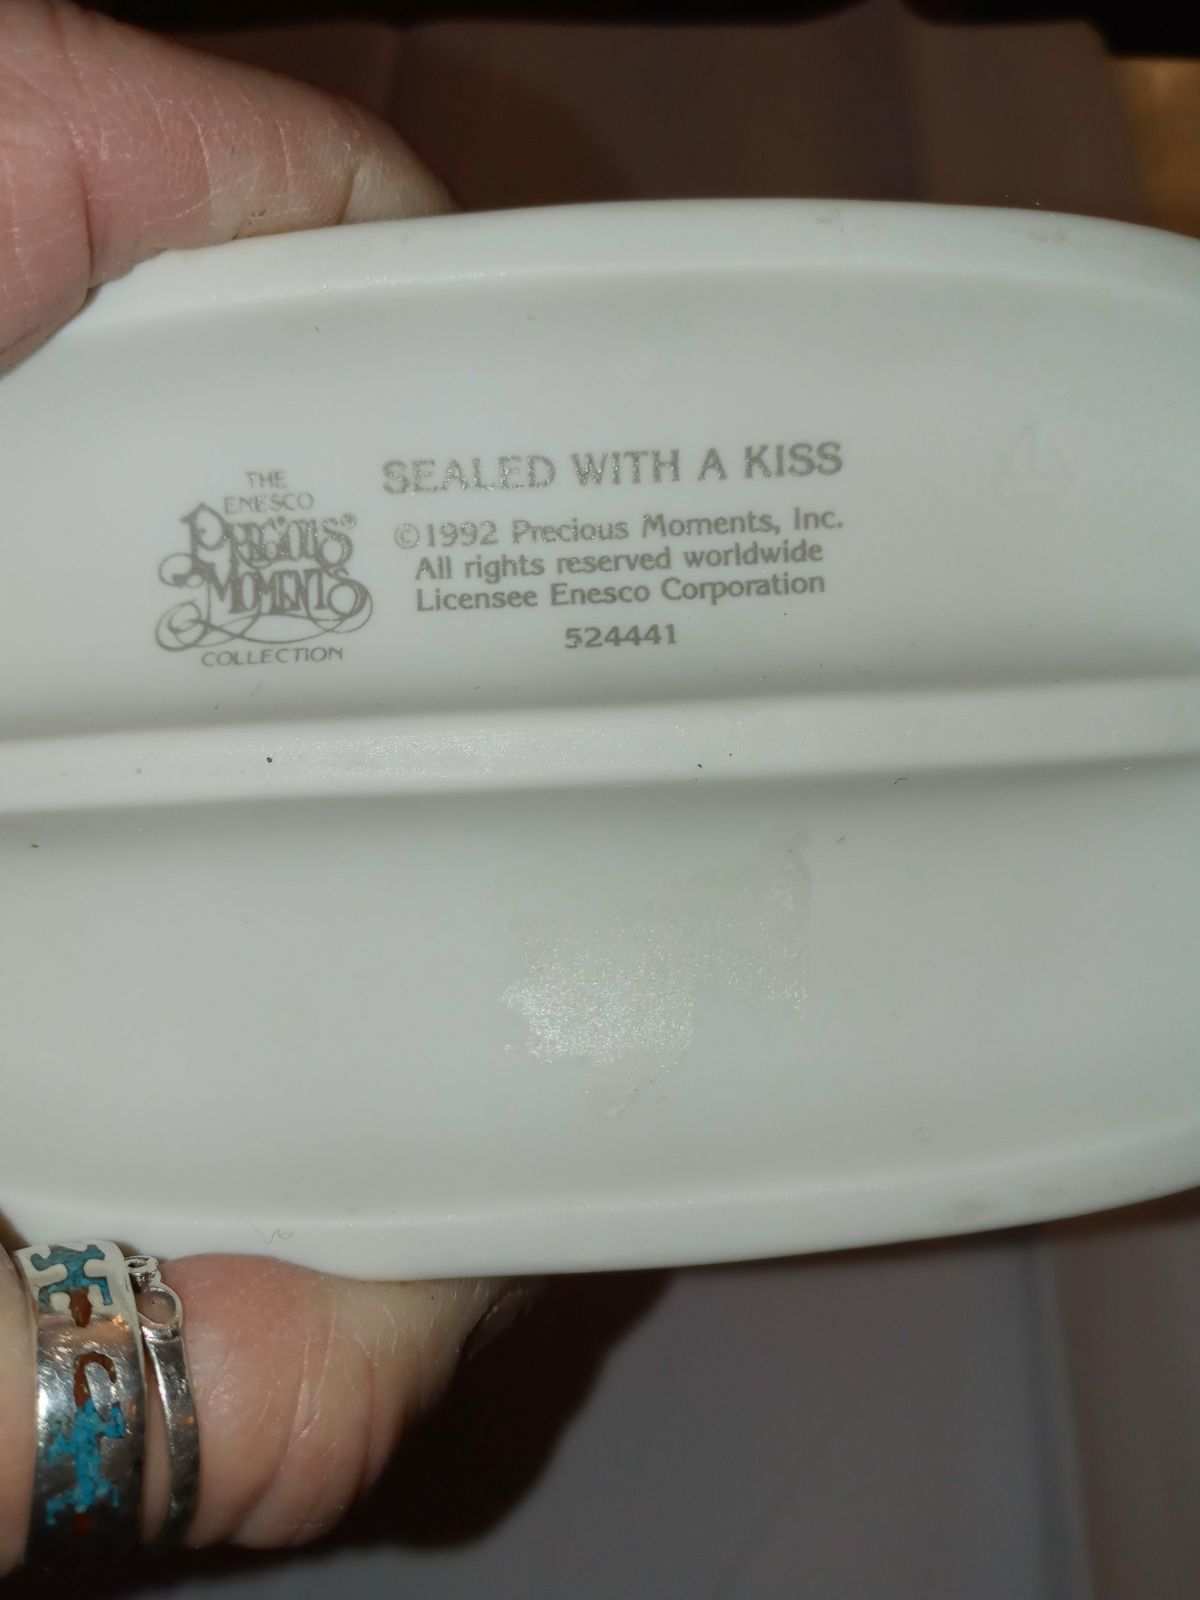 THE
ENESCO
PRECIOUS®
MOMENTS
COLLECTION
SEALED WITH A KISS
©1992 Precious Moments, Inc.
All rights reserved worldwide
Licensee Enesco Corporation
524441